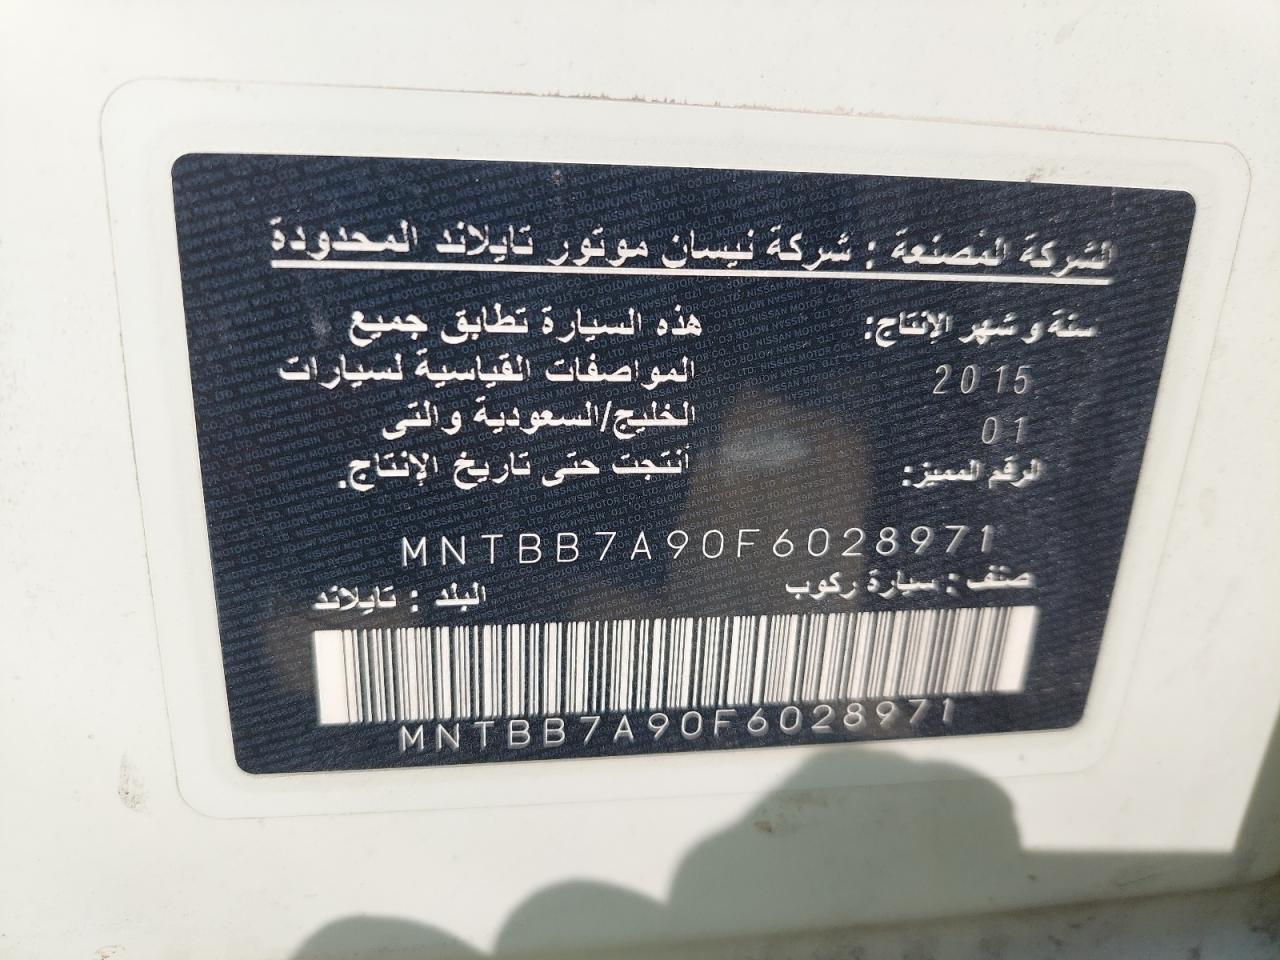 الشركة المصنعة : شركة نيسان موتور تايلاند المحدودة
سنة و شهر الإنتاج:
2015
01
هذه السيارة تطابق جميع
المواصفات القياسية لسيارات
الخليج/السعودية والتى
أنتجت حتى تاريخ الإنتاج.
الرقم المميز:
MNTBB7A90F6028971
صنف : سيارة ركوب
البلد : تايلاند
MNTBB7A90F6028971